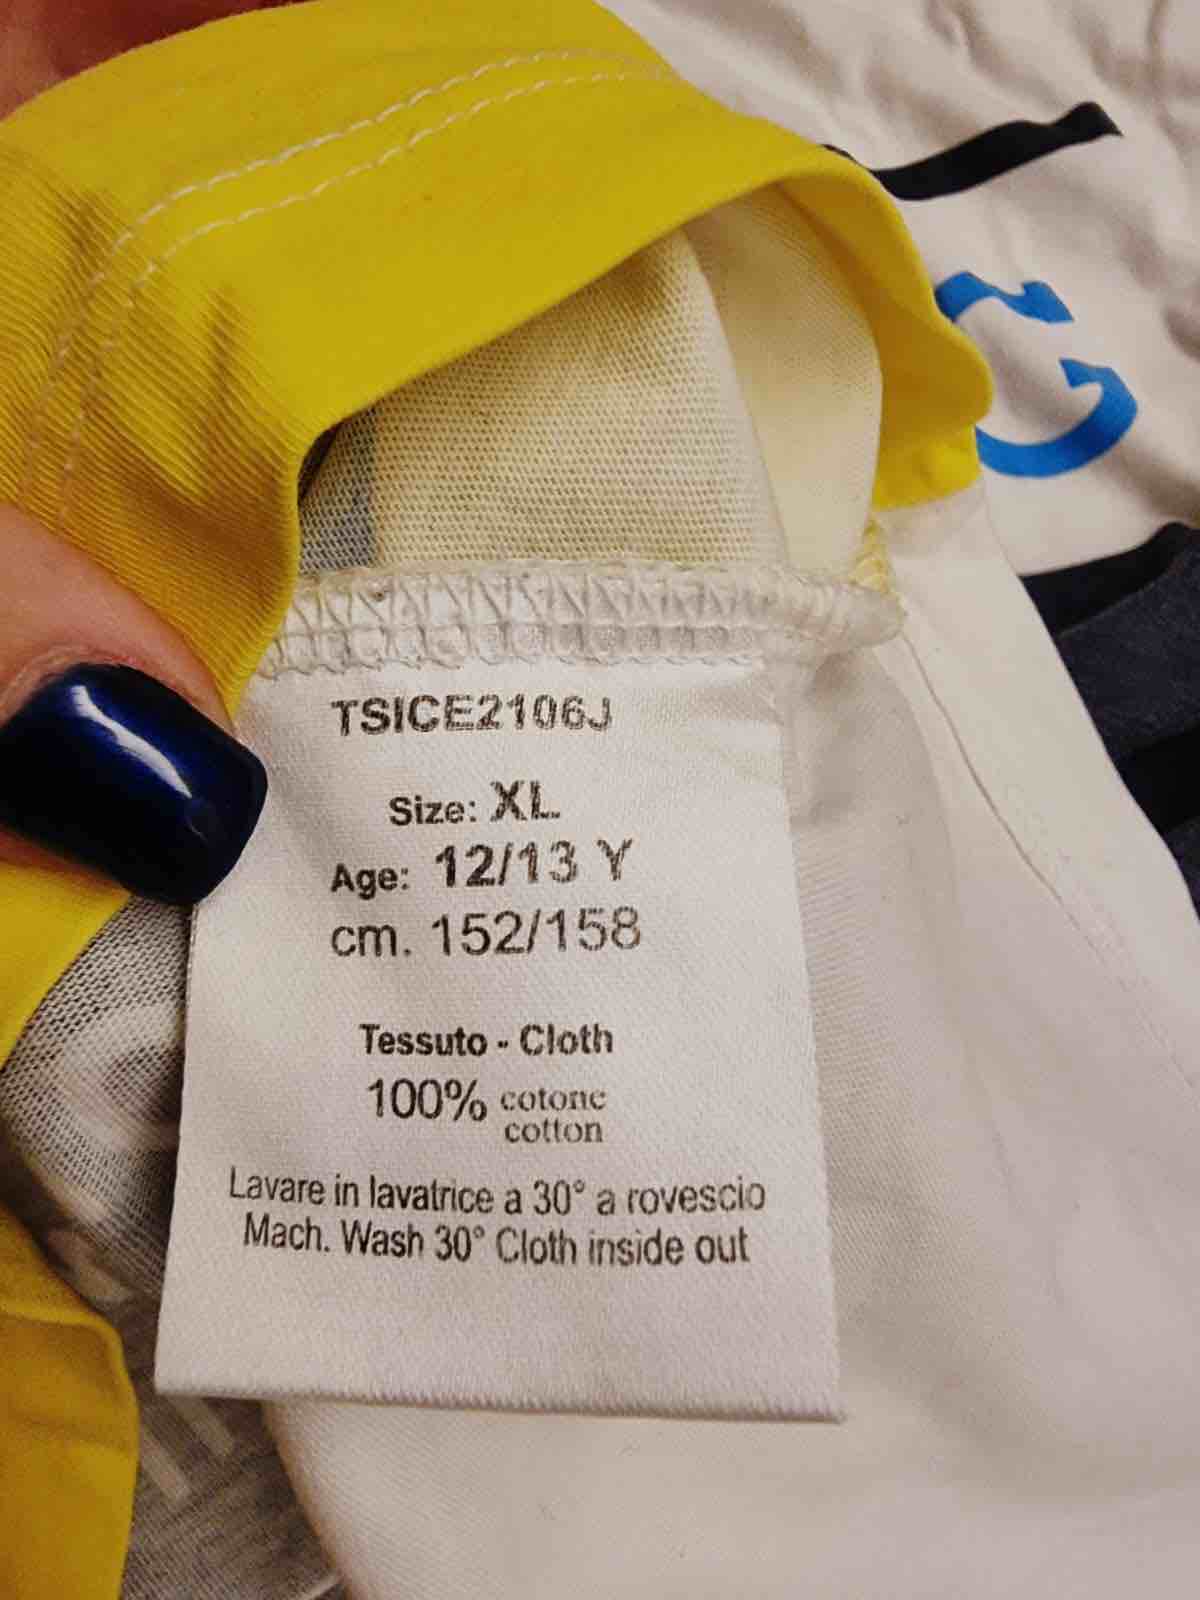 TSICE2106J
Size: XL
Age: 12/13 Y
cm. 152/158
Tessuto - Cloth
100% cotone
cotton
Lavare in lavatrice a 30° a rovescio
Mach. Wash 30° Cloth inside out
G